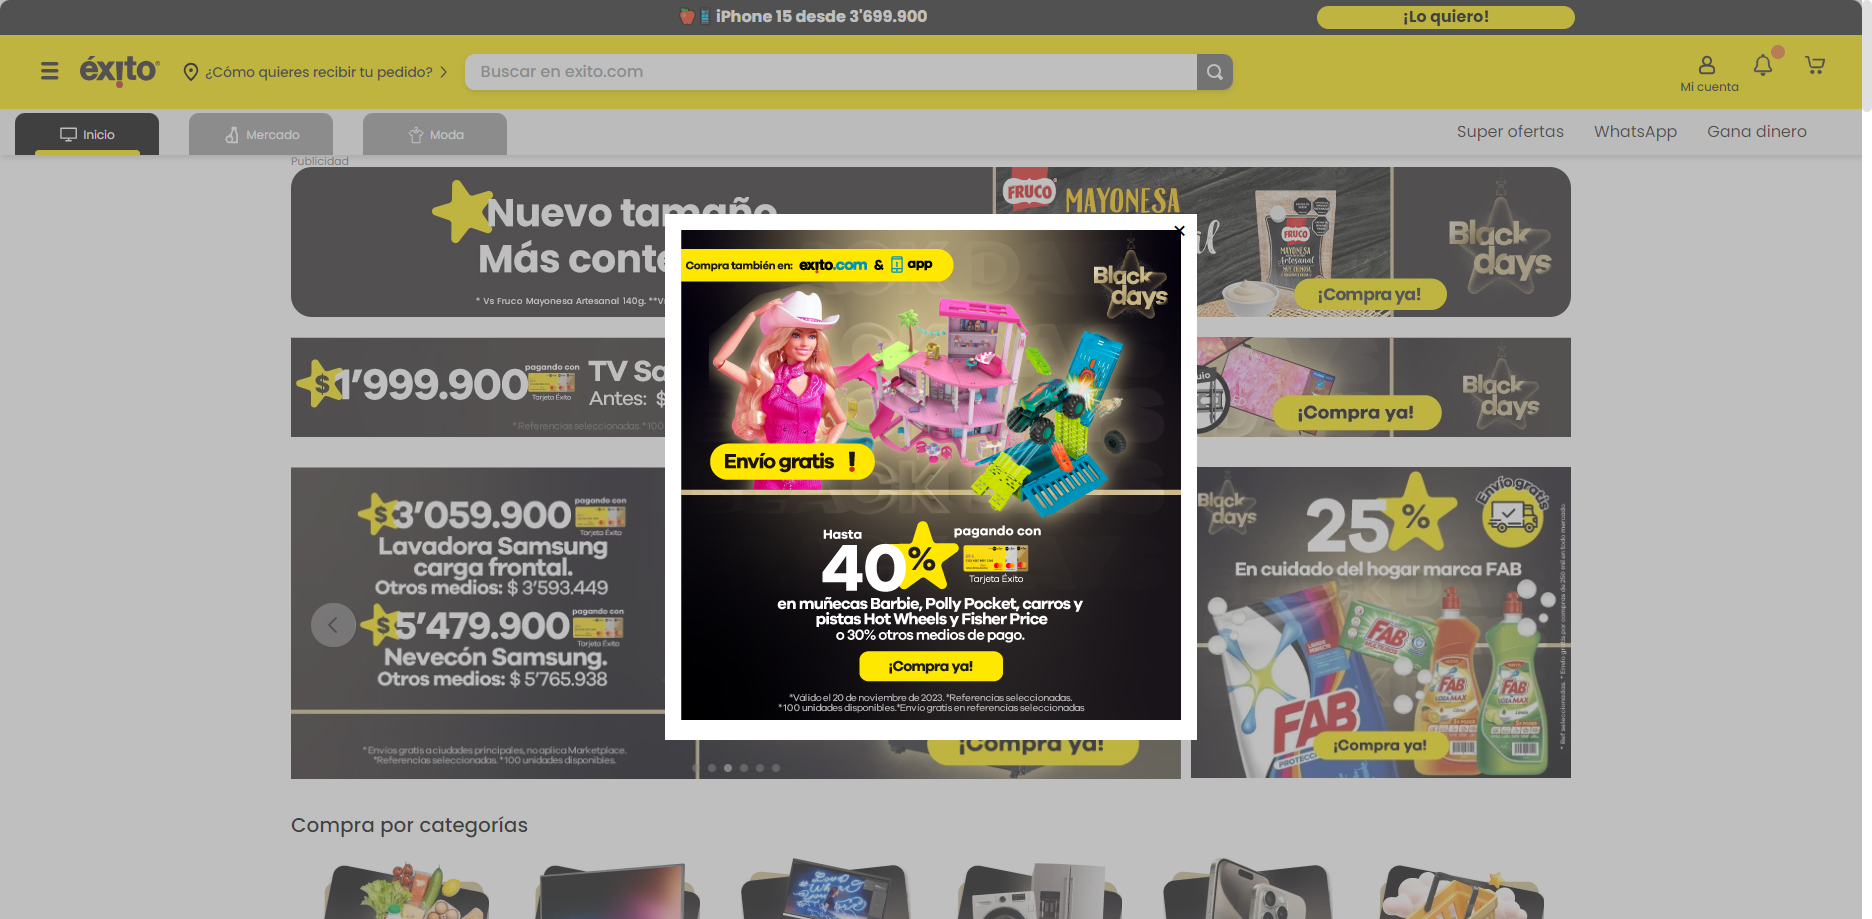 iPhone 15 desde 3'699.900
¡Lo quiero!
éxito
¿Cómo quieres recibir tu pedido?
Buscar en exito.com
Mi cuenta
Inicio
Mercado
Moda
Super ofertas
WhatsApp
Gana dinero
Publicidad
Nuevo tamaño
Más conte
* Vs Fruco Mayonesa Artesanal 140g. **V
FRUCO
MAYONESA
FRUCO
MAYONESA
Artesanal
¡Compra ya!
Black
days
$1'999.900
pagando con
Tarjeta Éxito
TV Sa
Antes: $
*Referencias seleccionadas. *100
¡Compra ya!
Black
days
$3'059.900
pagando con
Tarjeta Éxito
Lavadora Samsung
carga frontal.
Otros medios: $ 3'593.449
$5'479.900
pagando con
Tarjeta Éxito
Nevecón Samsung.
Otros medios: $ 5'765.938
*Envíos gratis a ciudades principales, no aplica Marketplace.
*Referencias seleccionadas. *100 unidades disponibles.
¡Compra ya!
×
Compra también en: exito.com & app
Black
days
Envío gratis !
Hasta
40%
pagando con
Tarjeta Éxito
en muñecas Barbie, Polly Pocket, carros y
pistas Hot Wheels y Fisher Price
o 30% otros medios de pago.
¡Compra ya!
*Válido el 20 de noviembre de 2023. *Referencias seleccionadas.
*100 unidades disponibles.*Envío gratis en referencias seleccionadas
Black
days
25%
Envío gratis
En cuidado del hogar marca FAB
FAB
FAB
LOZA MAX
FAB
LOZA MAX
FAB
¡Compra ya!
Compra por categorías